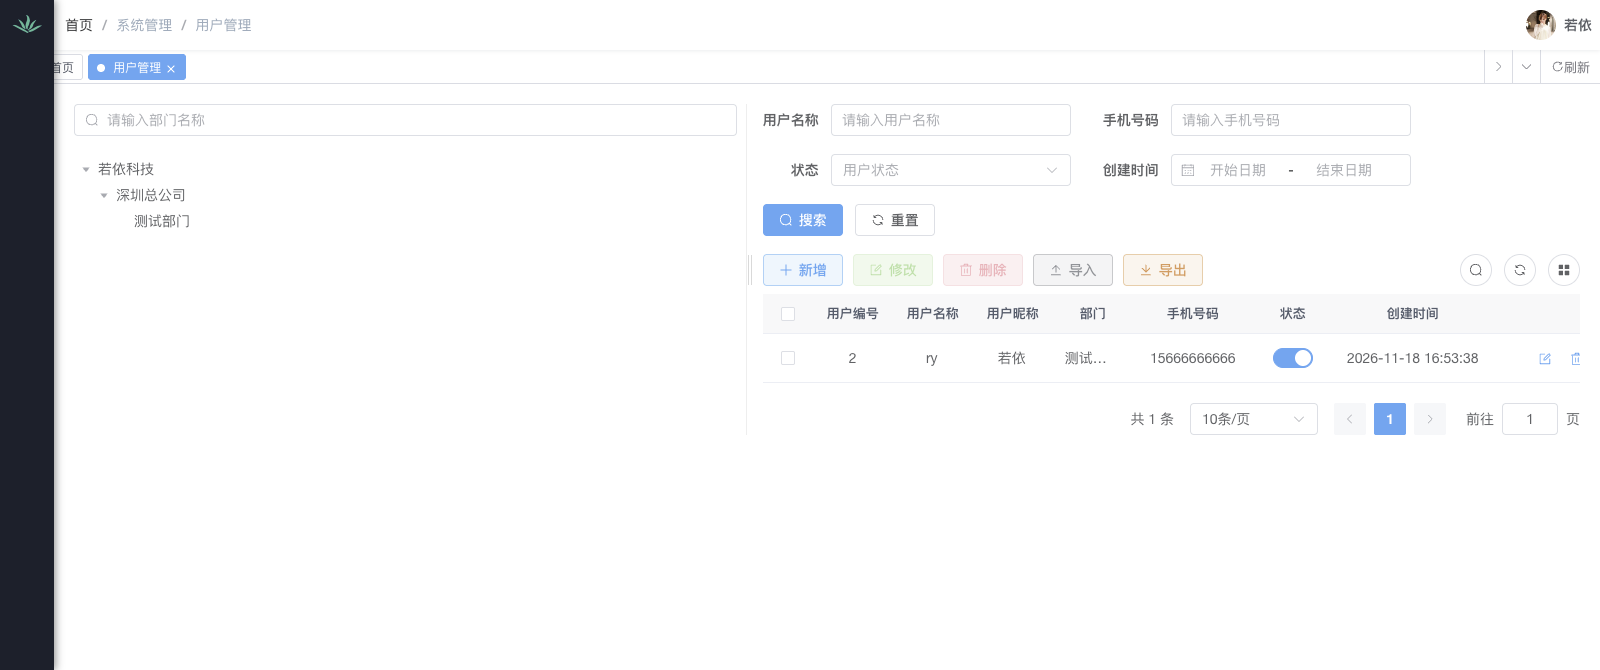 首页 / 系统管理 / 用户管理
若依
首页
用户管理
刷新
请输入部门名称
若依科技
深圳总公司
测试部门
用户名称 请输入用户名称 手机号码 请输入手机号码
状态 用户状态 创建时间 开始日期 - 结束日期
搜索 重置
新增 修改 删除 导入 导出
用户编号 用户名称 用户昵称 部门 手机号码 状态 创建时间
2 ry 若依 测试... 15666666666 2026-11-18 16:53:38
共 1 条 10条/页 1 前往 1 页